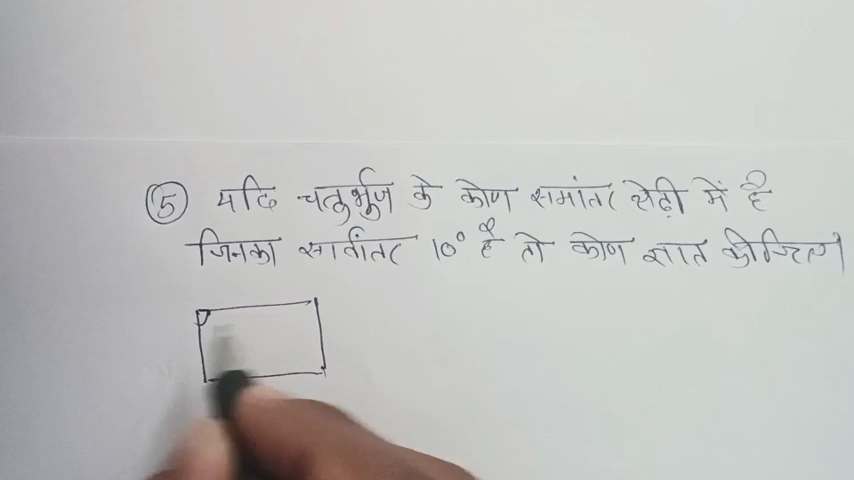 ⑤ यदि चतुर्भुज के कोण समांतर सेढ़ी में है
जिनका सार्वांतर 10° है तो कोण ज्ञात कीजिए।